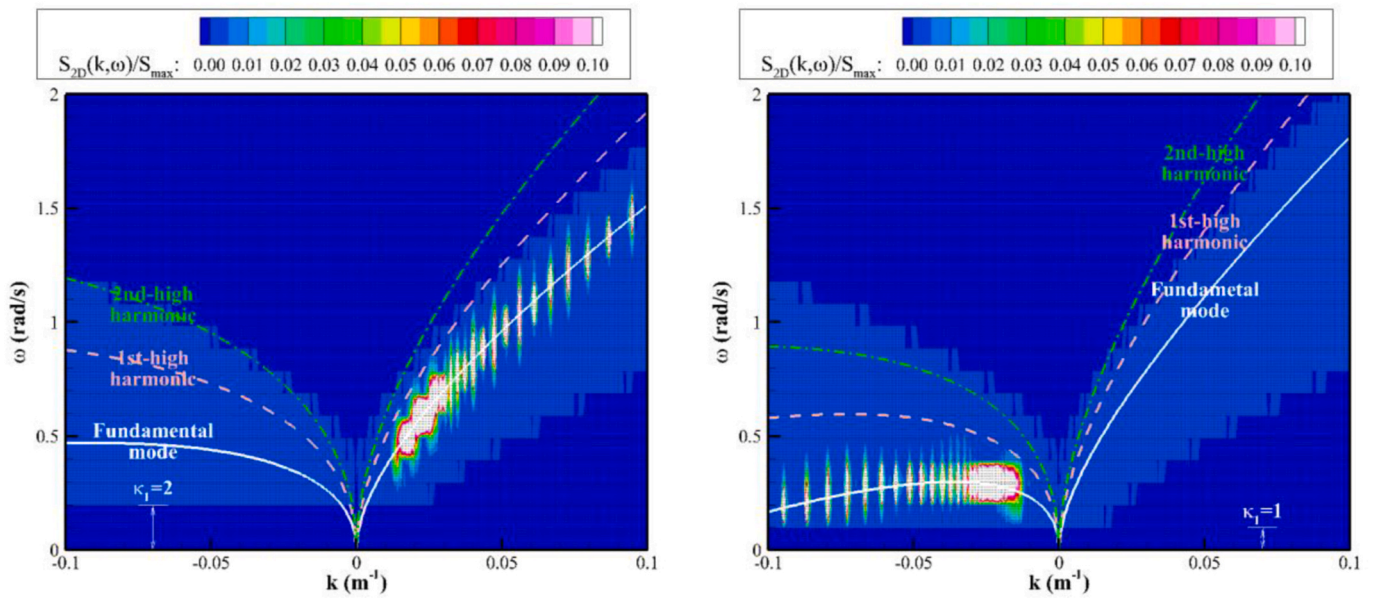 S2D(k,ω)/Smax: 0.00 0.01 0.02 0.03 0.04 0.05 0.06 0.07 0.08 0.09 0.10
2
1.5
1
0.5
0
ω (rad/s)
2nd-high
harmonic
1st-high
harmonic
Fundamental
mode
κ1=2
-0.1 -0.05 0 0.05 0.1
k (m-1)
S2D(k,ω)/Smax: 0.00 0.01 0.02 0.03 0.04 0.05 0.06 0.07 0.08 0.09 0.10
2
1.5
1
0.5
0
ω (rad/s)
2nd-high
harmonic
1st-high
harmonic
Fundametal
mode
κ1=1
-0.1 -0.05 0 0.05 0.1
k (m-1)